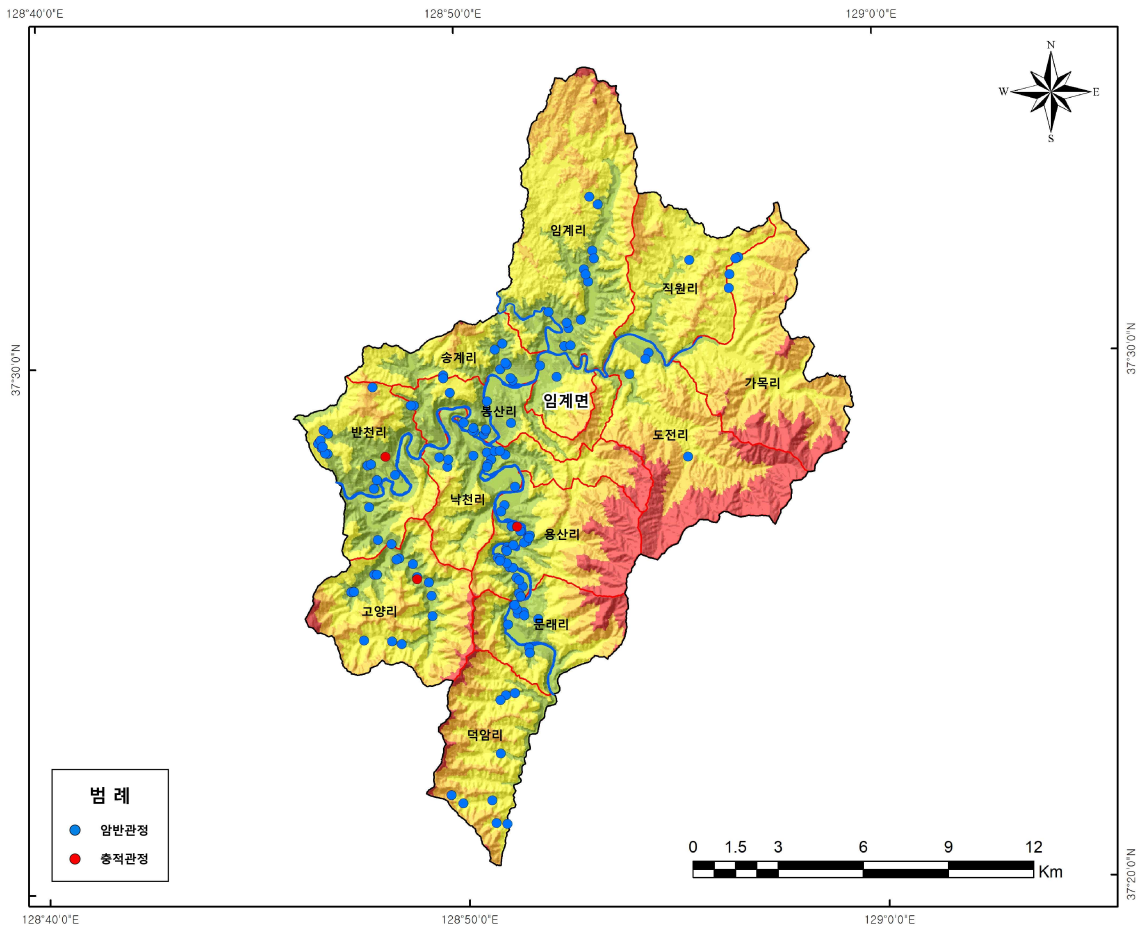 128°40'0"E
128°50'0"E
129°0'0"E
N
W
E
S
임계리
직원리
37°30'0"N
37°30'0"N
송계리
가목리
임계면
봉산리
반천리
도전리
낙천리
용산리
고양리
문래리
덕암리
범 례
암반관정
충적관정
0 1.5 3 6 9 12
Km
37°20'0"N
128°40'0"E
128°50'0"E
129°0'0"E